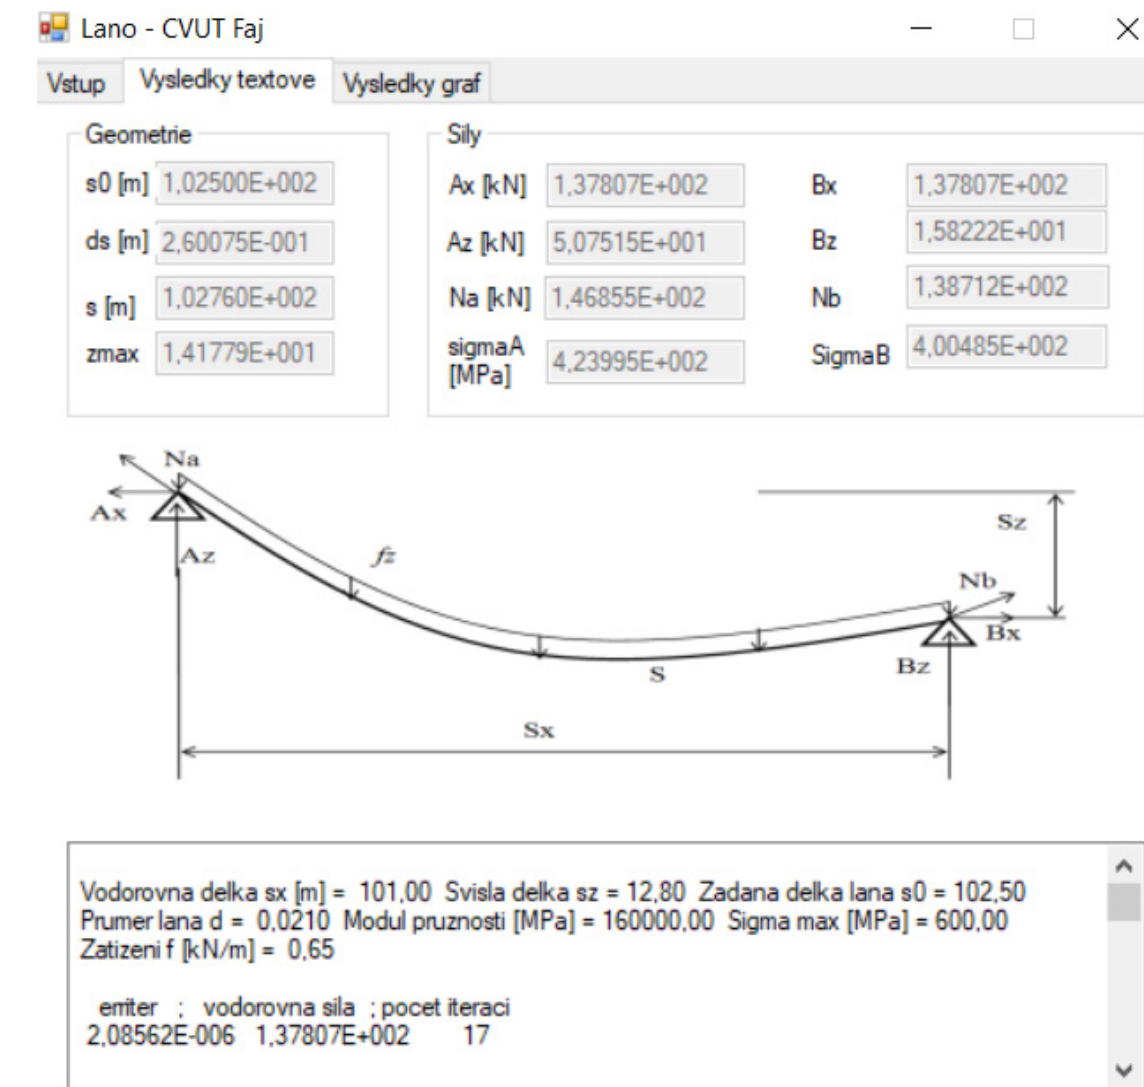 Lano - CVUT Faj
Vstup Vysledky textove Vysledky graf
Geometrie
s0 [m] 1,02500E+002
ds [m] 2,60075E-001
s [m] 1,02760E+002
zmax 1,41779E+001
Sily
Ax [kN] 1,37807E+002 Bx 1,37807E+002
Az [kN] 5,07515E+001 Bz 1,58222E+001
Na [kN] 1,46855E+002 Nb 1,38712E+002
sigmaA
[MPa] 4,23995E+002 SigmaB 4,00485E+002
Na
Ax
Az
fz
Sz
Nb
Bx
Bz
S
Sx
Vodorovna delka sx [m] = 101,00 Svisla delka sz = 12,80 Zadana delka lana s0 = 102,50
Prumer lana d = 0,0210 Modul pruznosti [MPa] = 160000,00 Sigma max [MPa] = 600,00
Zatizeni f [kN/m] = 0,65
erriter ; vodorovna sila ; pocet iteraci
2,08562E-006 1,37807E+002 17